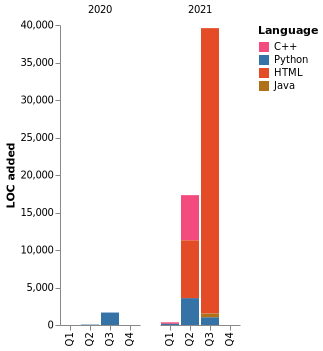 2020 2021
Language
C++
Python
HTML
Java
LOC added
40,000
35,000
30,000
25,000
20,000
15,000
10,000
5,000
0
Q1 Q2 Q3 Q4 Q1 Q2 Q3 Q4